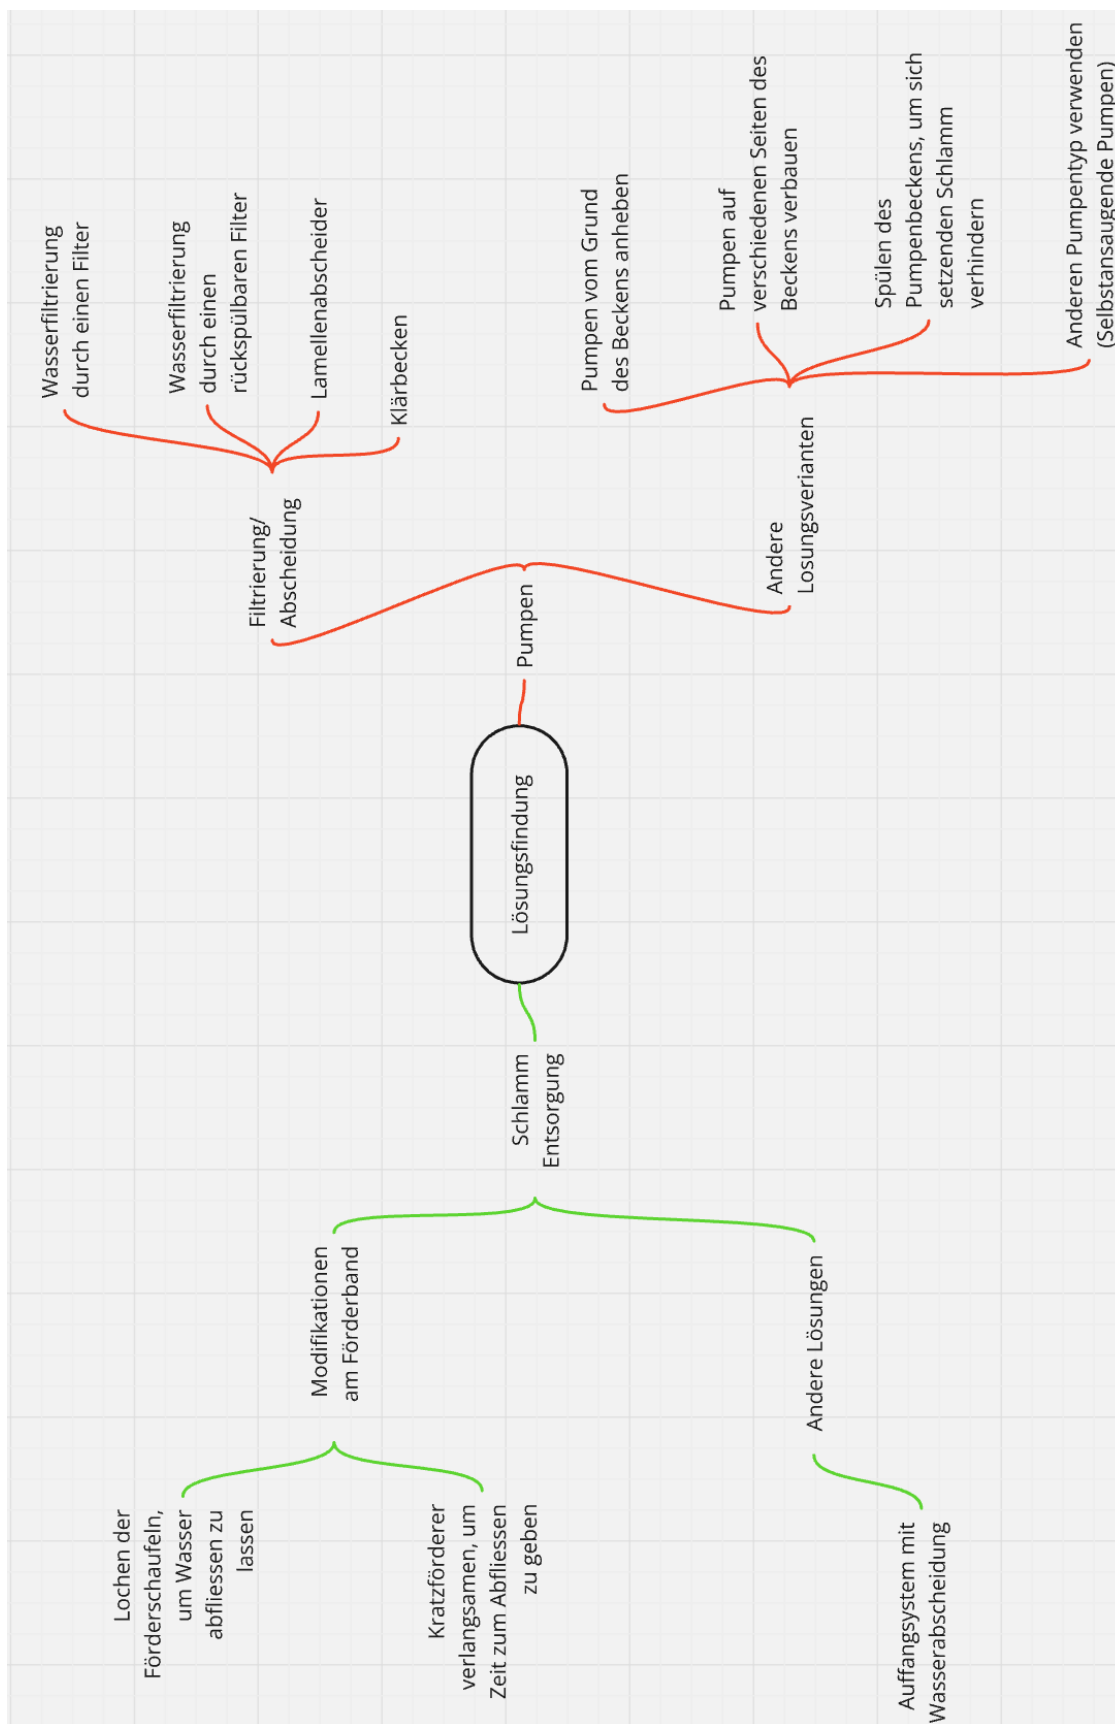 Lösungsfindung
Pumpen
Filtrierung/
Abscheidung
Wasserfiltrierung
durch einen Filter
Wasserfiltrierung
durch einen
rückspülbaren Filter
Lamellenabscheider
Klärbecken
Andere
Losungsverianten
Pumpen vom Grund
des Beckens anheben
Pumpen auf
verschiedenen Seiten des
Beckens verbauen
Spülen des
Pumpenbeckens, um sich
setzenden Schlamm
verhindern
Anderen Pumpentyp verwenden
(Selbstansaugende Pumpen)
Schlamm
Entsorgung
Modifikationen
am Förderband
Lochen der
Förderschaufeln,
um Wasser
abfliessen zu
lassen
Kratzförderer
verlangsamen, um
Zeit zum Abfliessen
zu geben
Andere Lösungen
Auffangsystem mit
Wasserabscheidung